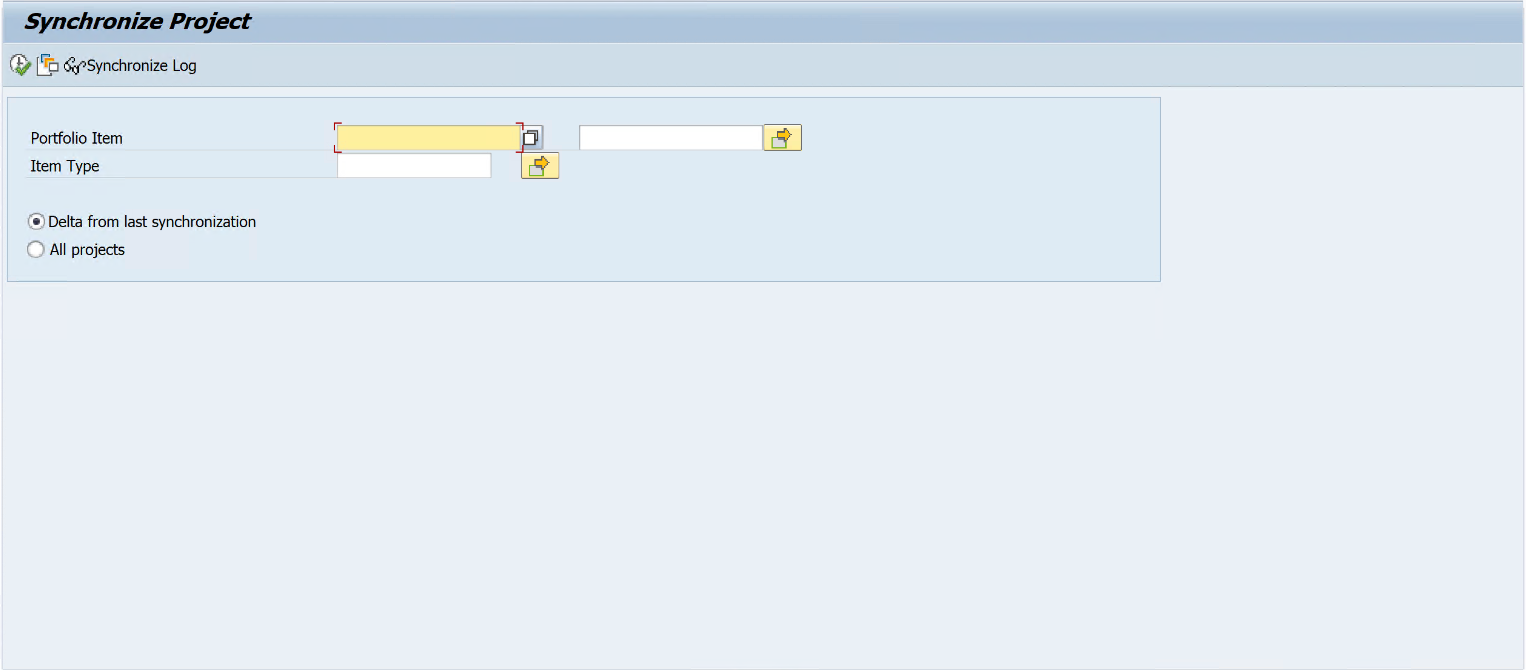 Synchronize Project
Synchronize Log
Portfolio Item
Item Type
Delta from last synchronization
All projects